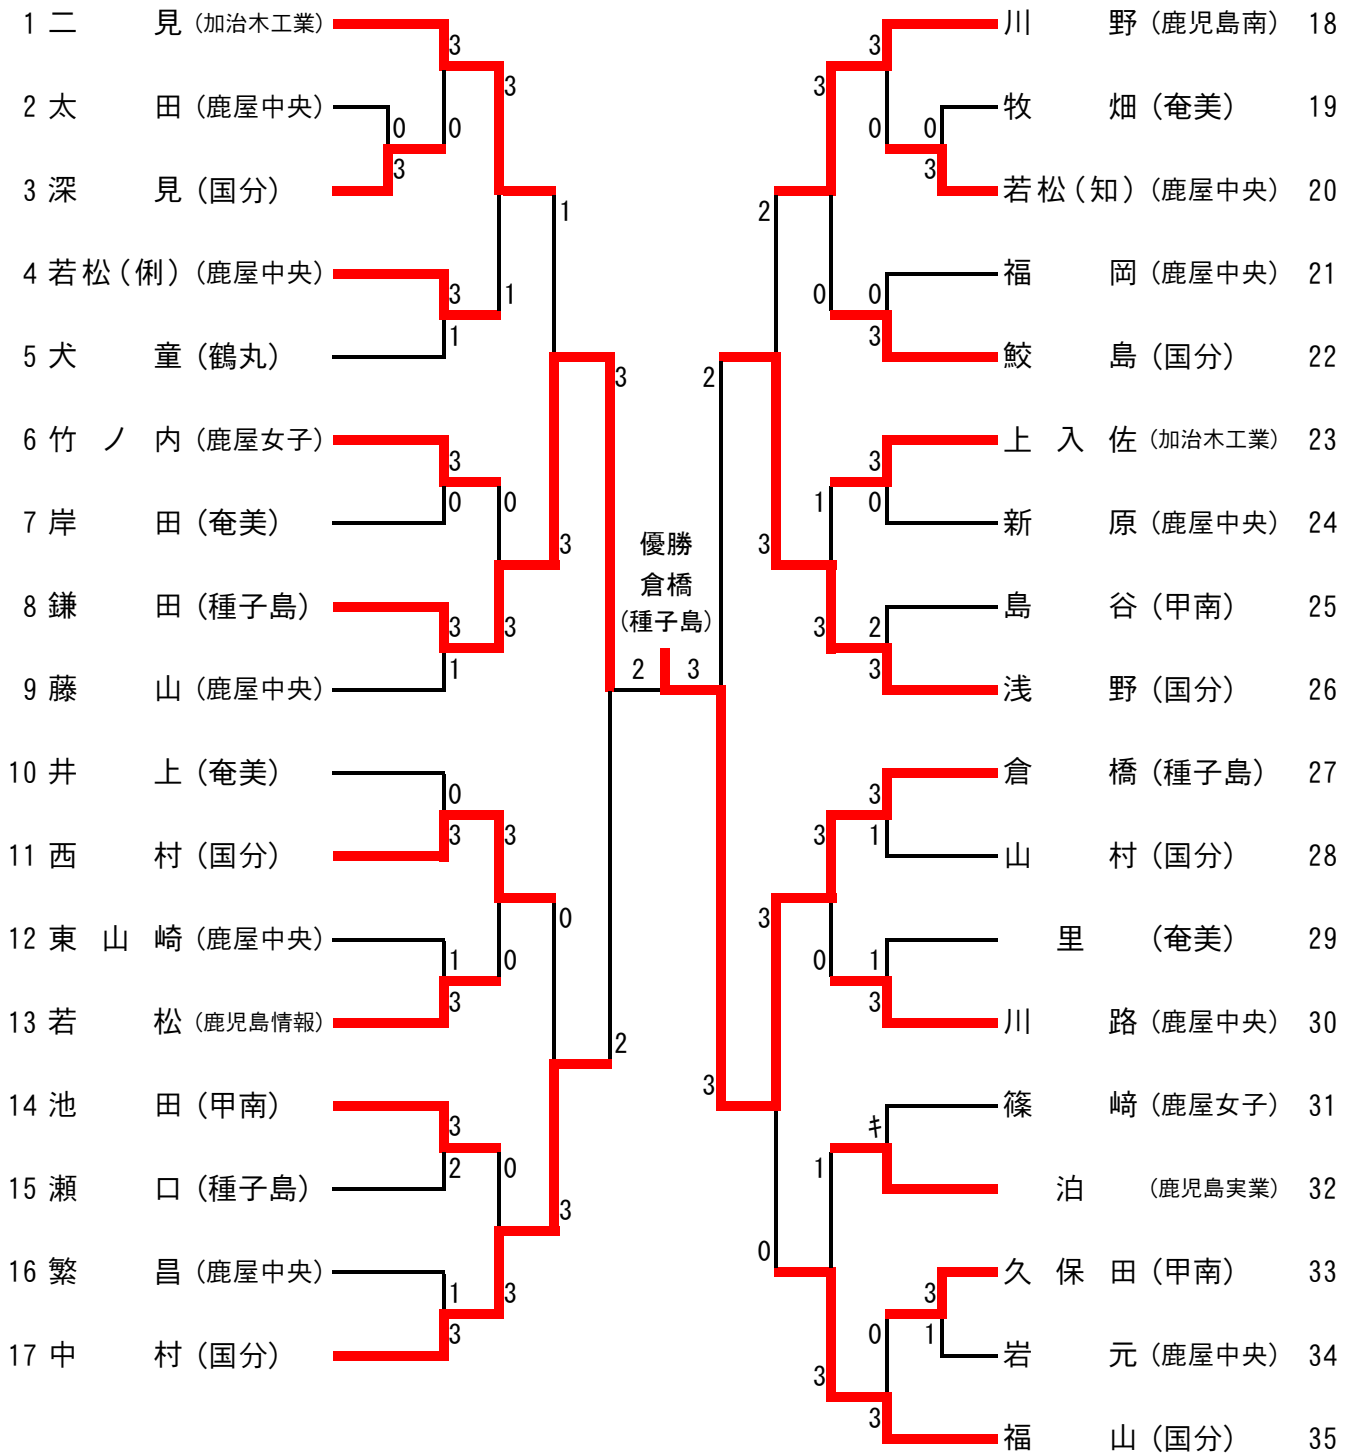 1 二見 (加治木工業)
2 太田 (鹿屋中央)
3 深見 (国分)
4 若松(俐) (鹿屋中央)
5 犬童 (鶴丸)
6 竹ノ内 (鹿屋女子)
7 岸田 (奄美)
8 鎌田 (種子島)
9 藤山 (鹿屋中央)
10 井上 (奄美)
11 西村 (国分)
12 東山崎 (鹿屋中央)
13 若松 (鹿児島情報)
14 池田 (甲南)
15 瀬口 (種子島)
16 繁昌 (鹿屋中央)
17 中村 (国分)
3
0
3
0
3
1
3
0
3
1
0
3
1
3
3
2
1
3
3
1
0
3
3
0
0
3
1
3
0
3
3
2
優勝
倉橋
(種子島)
2 3
2
3
2
3
3
0
3
0
1
3
3
0
1
3
3
0
0
3
0
3
3
0
2
3
3
1
1
3
キ
3
1
0
3
川野 (鹿児島南) 18
牧畑 (奄美) 19
若松(知) (鹿屋中央) 20
福岡 (鹿屋中央) 21
鮫島 (国分) 22
上入佐 (加治木工業) 23
新原 (鹿屋中央) 24
島谷 (甲南) 25
浅野 (国分) 26
倉橋 (種子島) 27
山村 (国分) 28
里 (奄美) 29
川路 (鹿屋中央) 30
篠﨑 (鹿屋女子) 31
泊 (鹿児島実業) 32
久保田 (甲南) 33
岩元 (鹿屋中央) 34
福山 (国分) 35